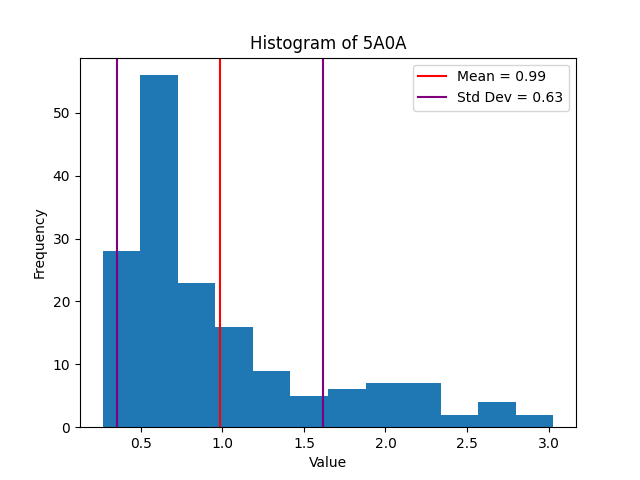 Histogram of 5A0A
Mean = 0.99
Std Dev = 0.63
Frequency
50
40
30
20
10
0
0.5 1.0 1.5 2.0 2.5 3.0
Value